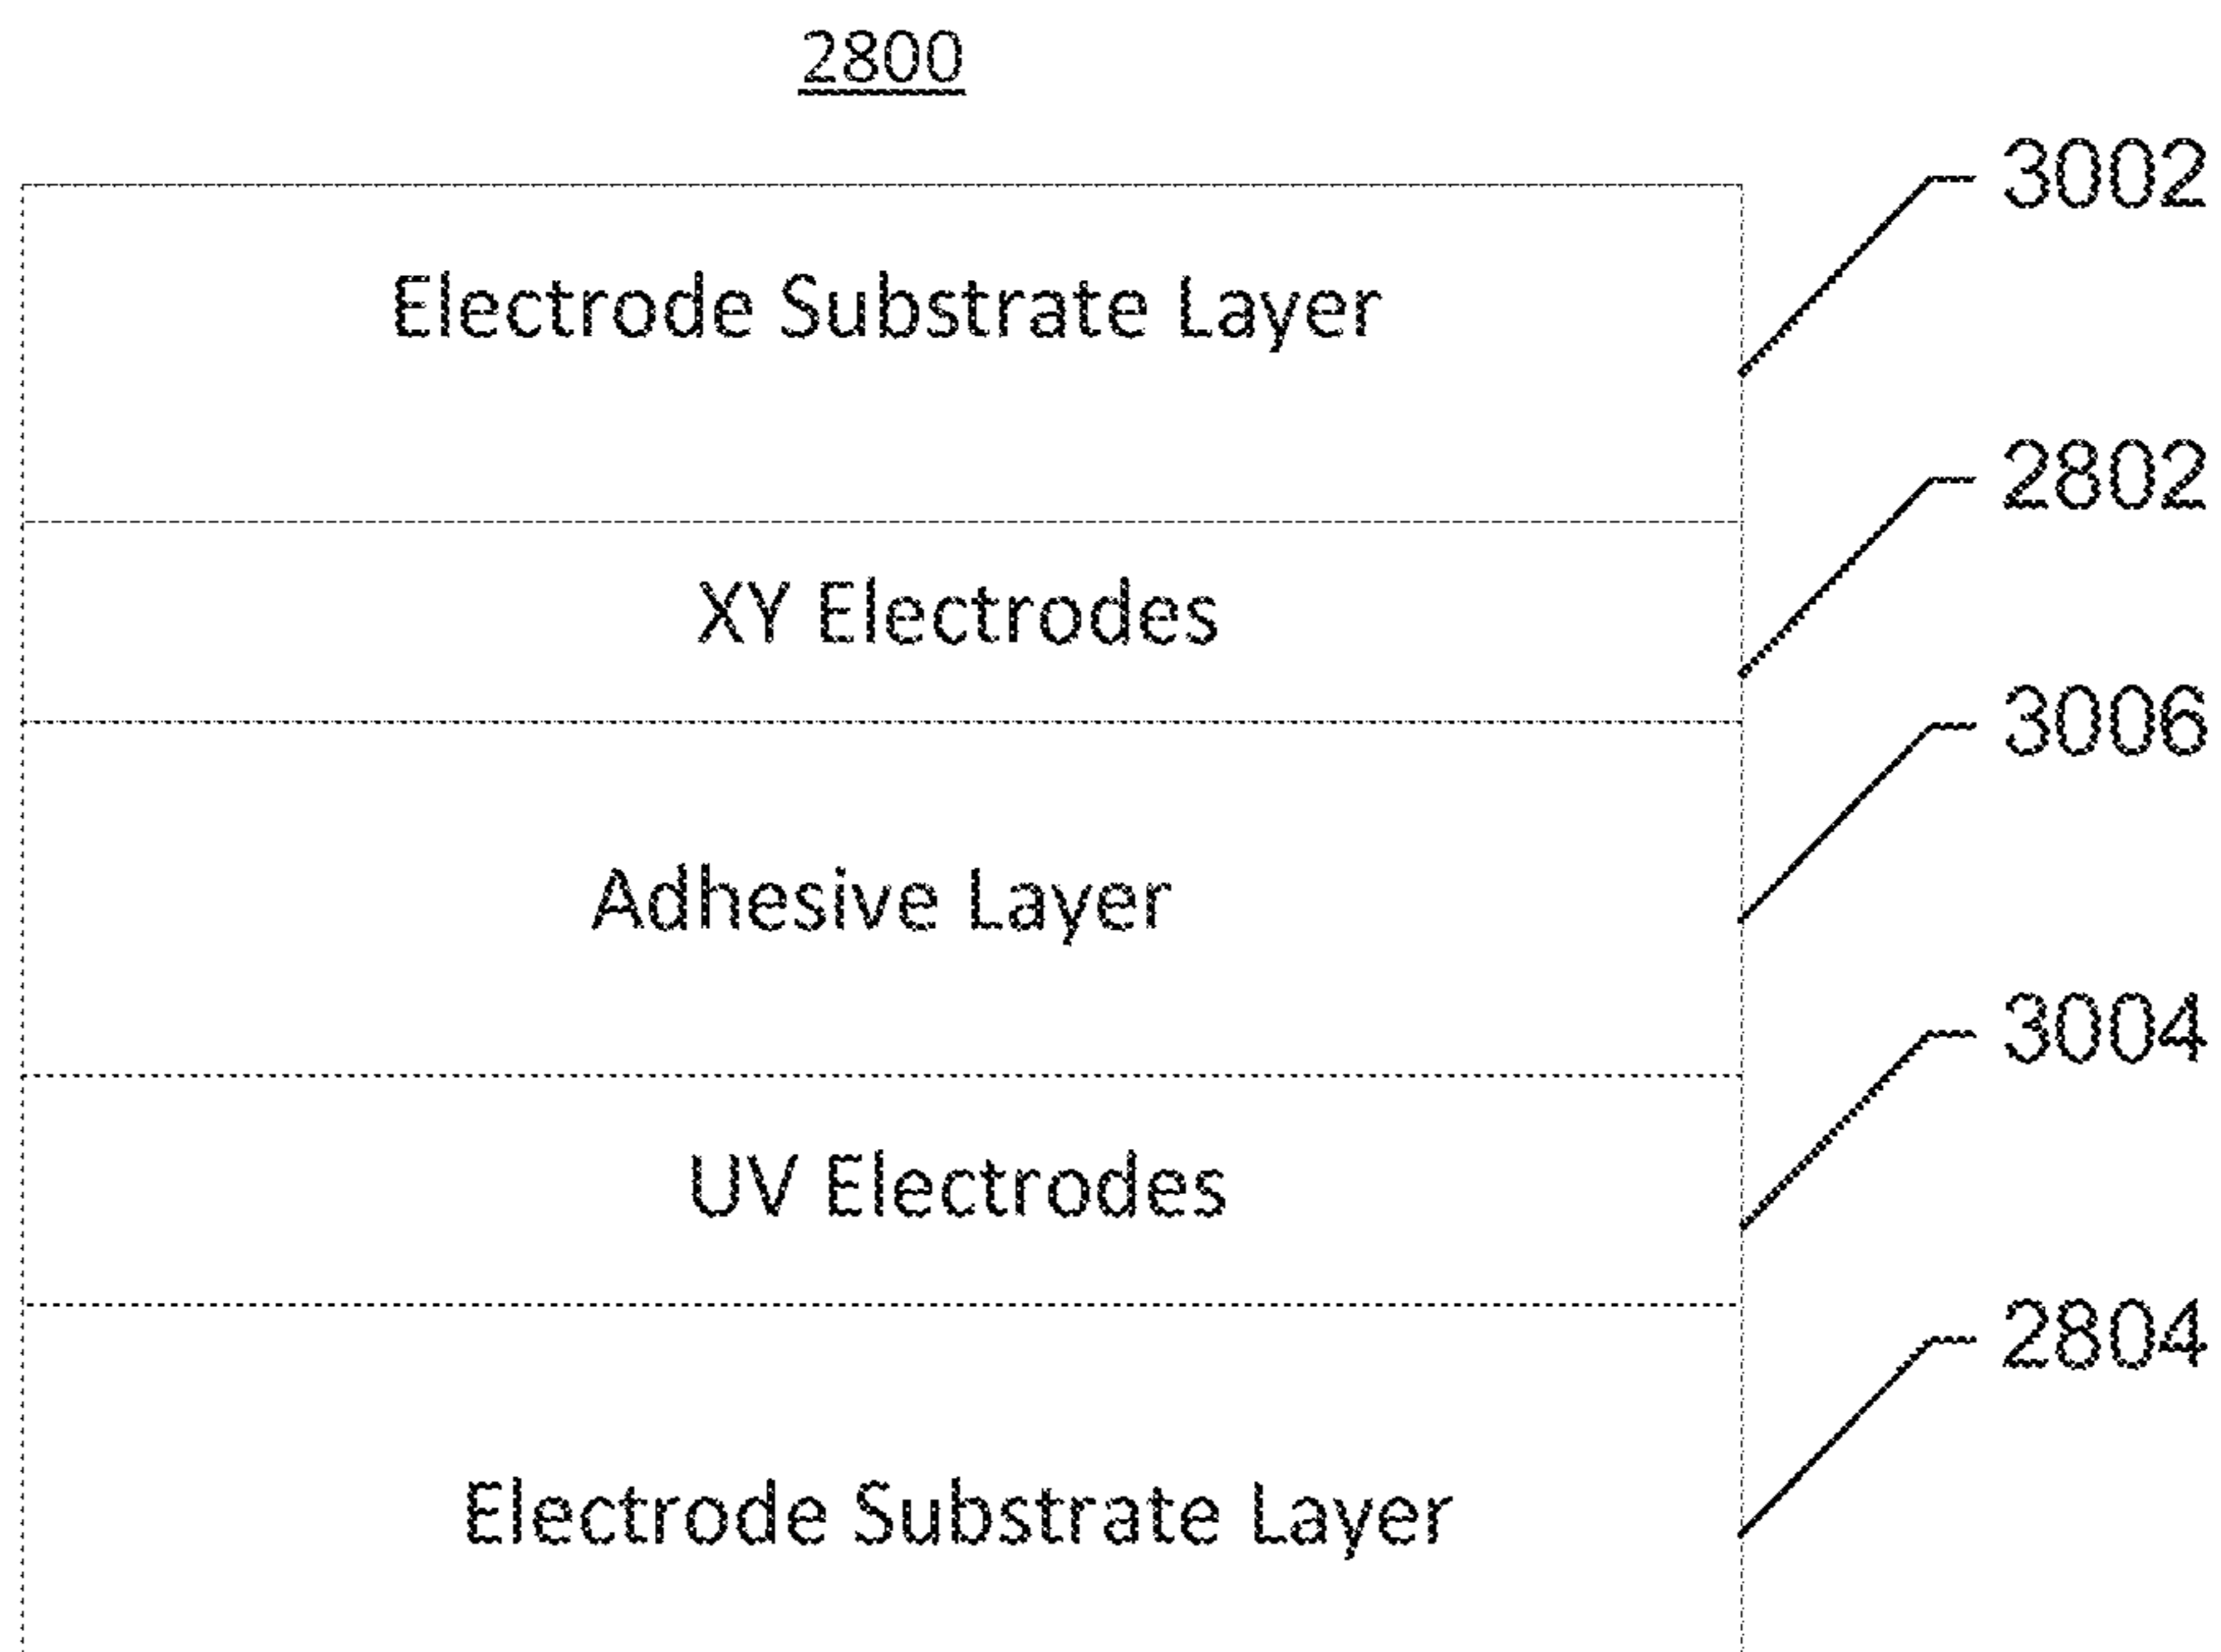 2800
3002
Electrode Substrate Layer
2802
XY Electrodes
3006
Adhesive Layer
3004
UV Electrodes
2804
Electrode Substrate Layer